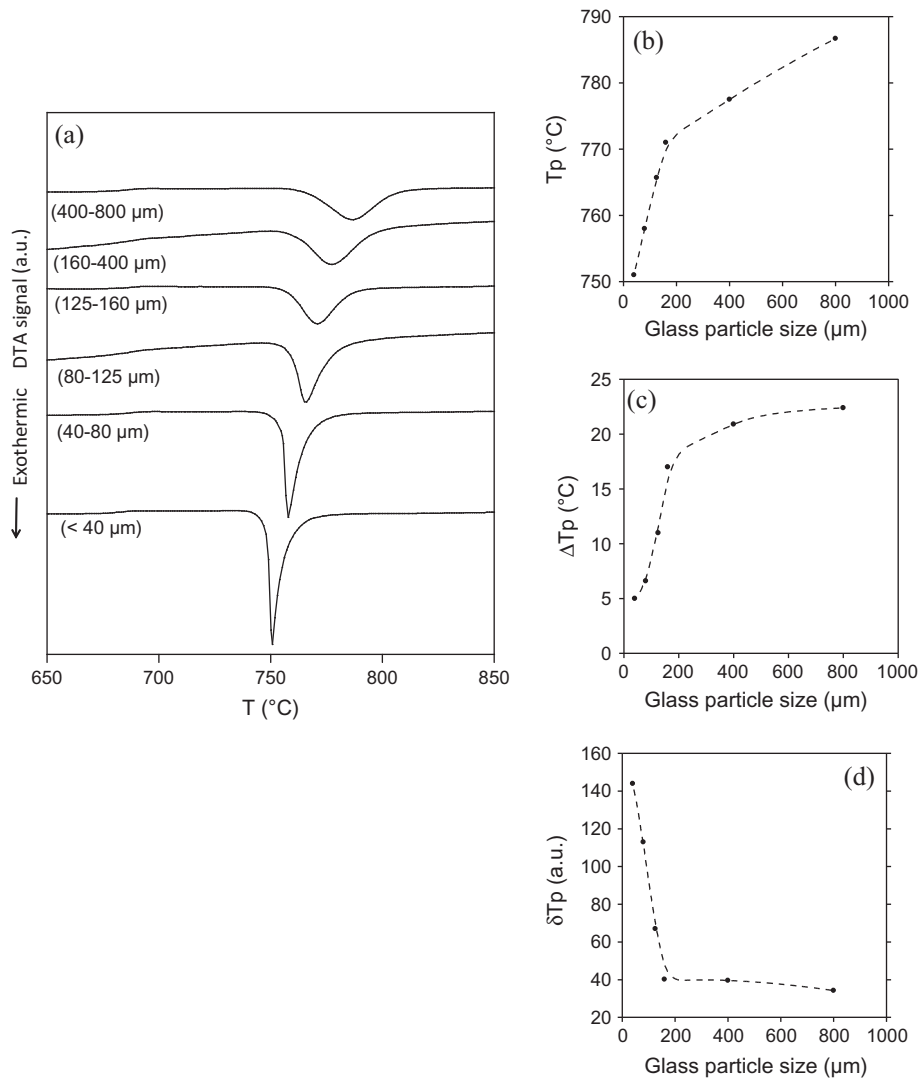 (a)
(400-800 µm)
(160-400 µm)
(125-160 µm)
(80-125 µm)
(40-80 µm)
(< 40 µm)
← Exothermic DTA signal (a.u.)
650 700 750 800 850
T (°C)
(b)
790
780
770
760
750
Tp (°C)
0 200 400 600 800 1000
Glass particle size (µm)
(c)
25
20
15
10
5
0
ΔTp (°C)
0 200 400 600 800 1000
Glass particle size (µm)
(d)
160
140
120
100
80
60
40
20
δTp (a.u.)
0 200 400 600 800 1000
Glass particle size (µm)